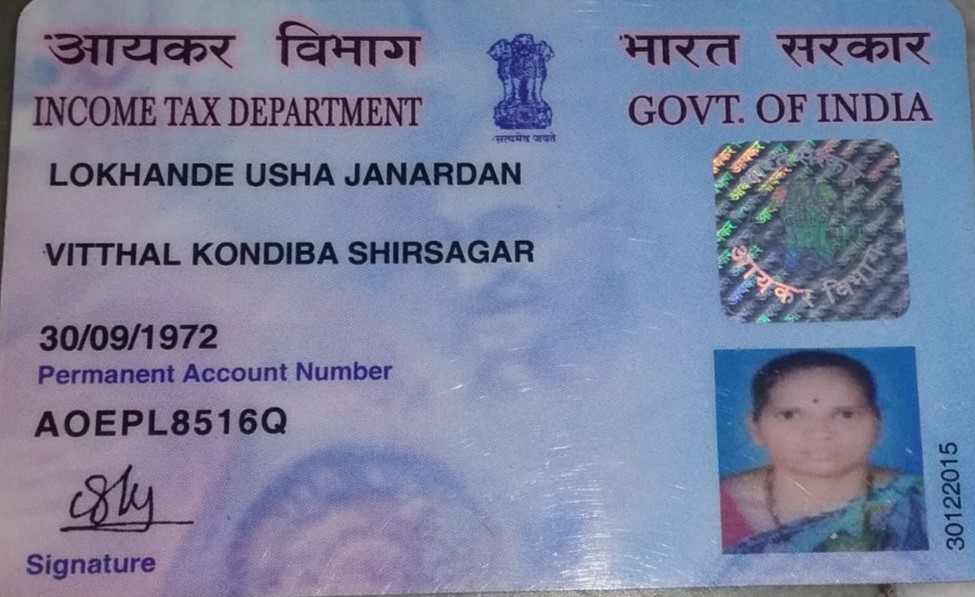 आयकर विभाग
भारत सरकार
INCOME TAX DEPARTMENT
GOVT. OF INDIA
सत्यमेव जयते
LOKHANDE USHA JANARDAN
VITTHAL KONDIBA SHIRSAGAR
30/09/1972
Permanent Account Number
AOEPL8516Q
Signature
आयकर विभाग
30122015